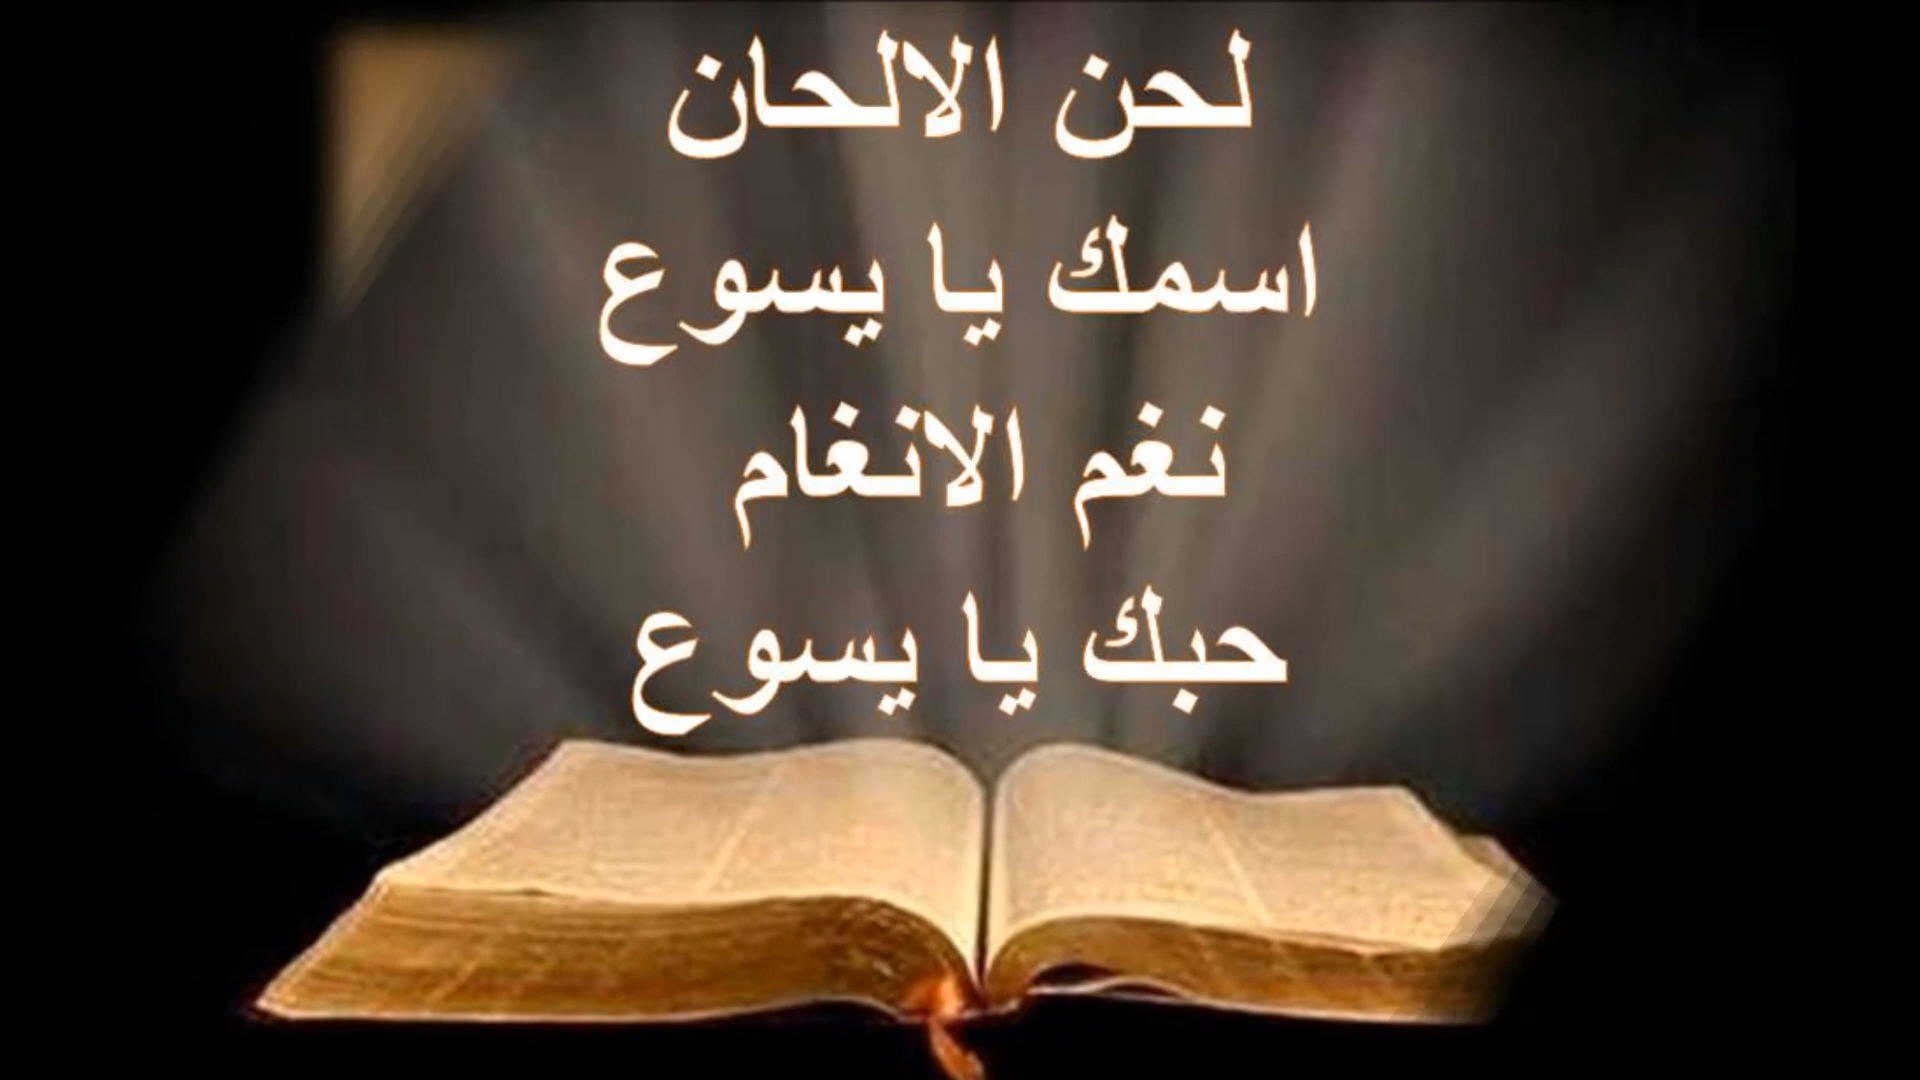 لحن الالحان
اسمك يا يسوع
نغم الانغام
حبك يا يسوع